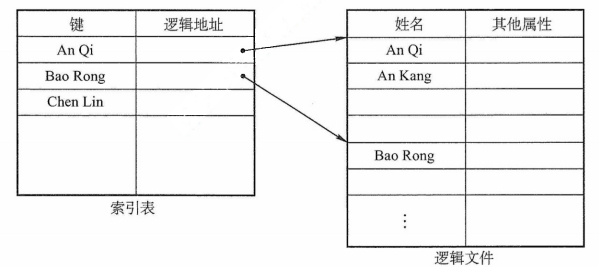 键 逻辑地址
An Qi
Bao Rong
Chen Lin
索引表
姓名 其他属性
An Qi
An Kang
Bao Rong
⋮
逻辑文件